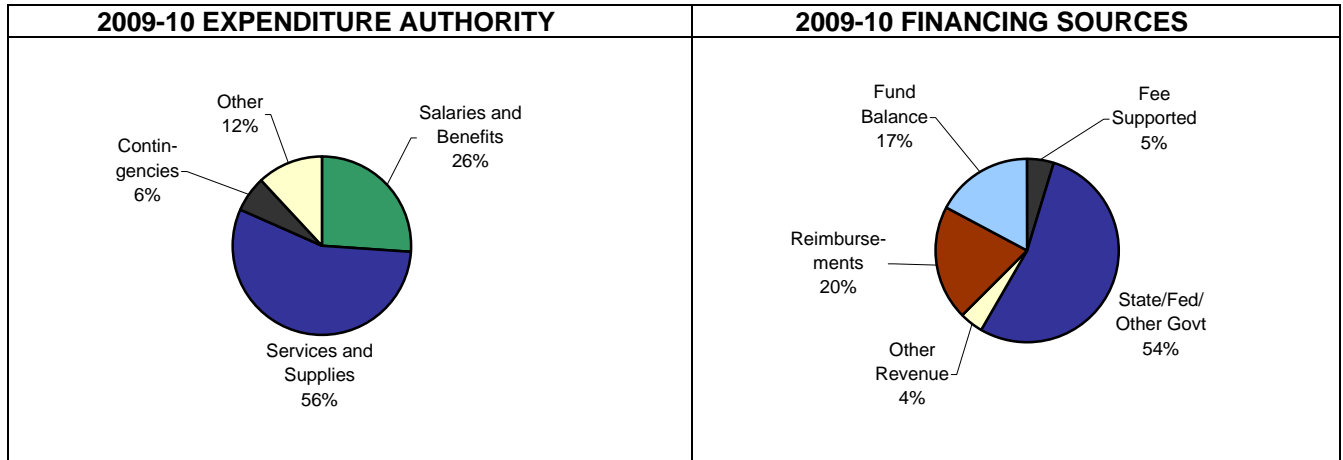 2009-10 EXPENDITURE AUTHORITY
Other
12%
Salaries and
Benefits
26%
Contin-
gencies
6%
Services and
Supplies
56%
2009-10 FINANCING SOURCES
Fund
Balance
17%
Fee
Supported
5%
Reimburse-
ments
20%
State/Fed/
Other Govt
54%
Other
Revenue
4%